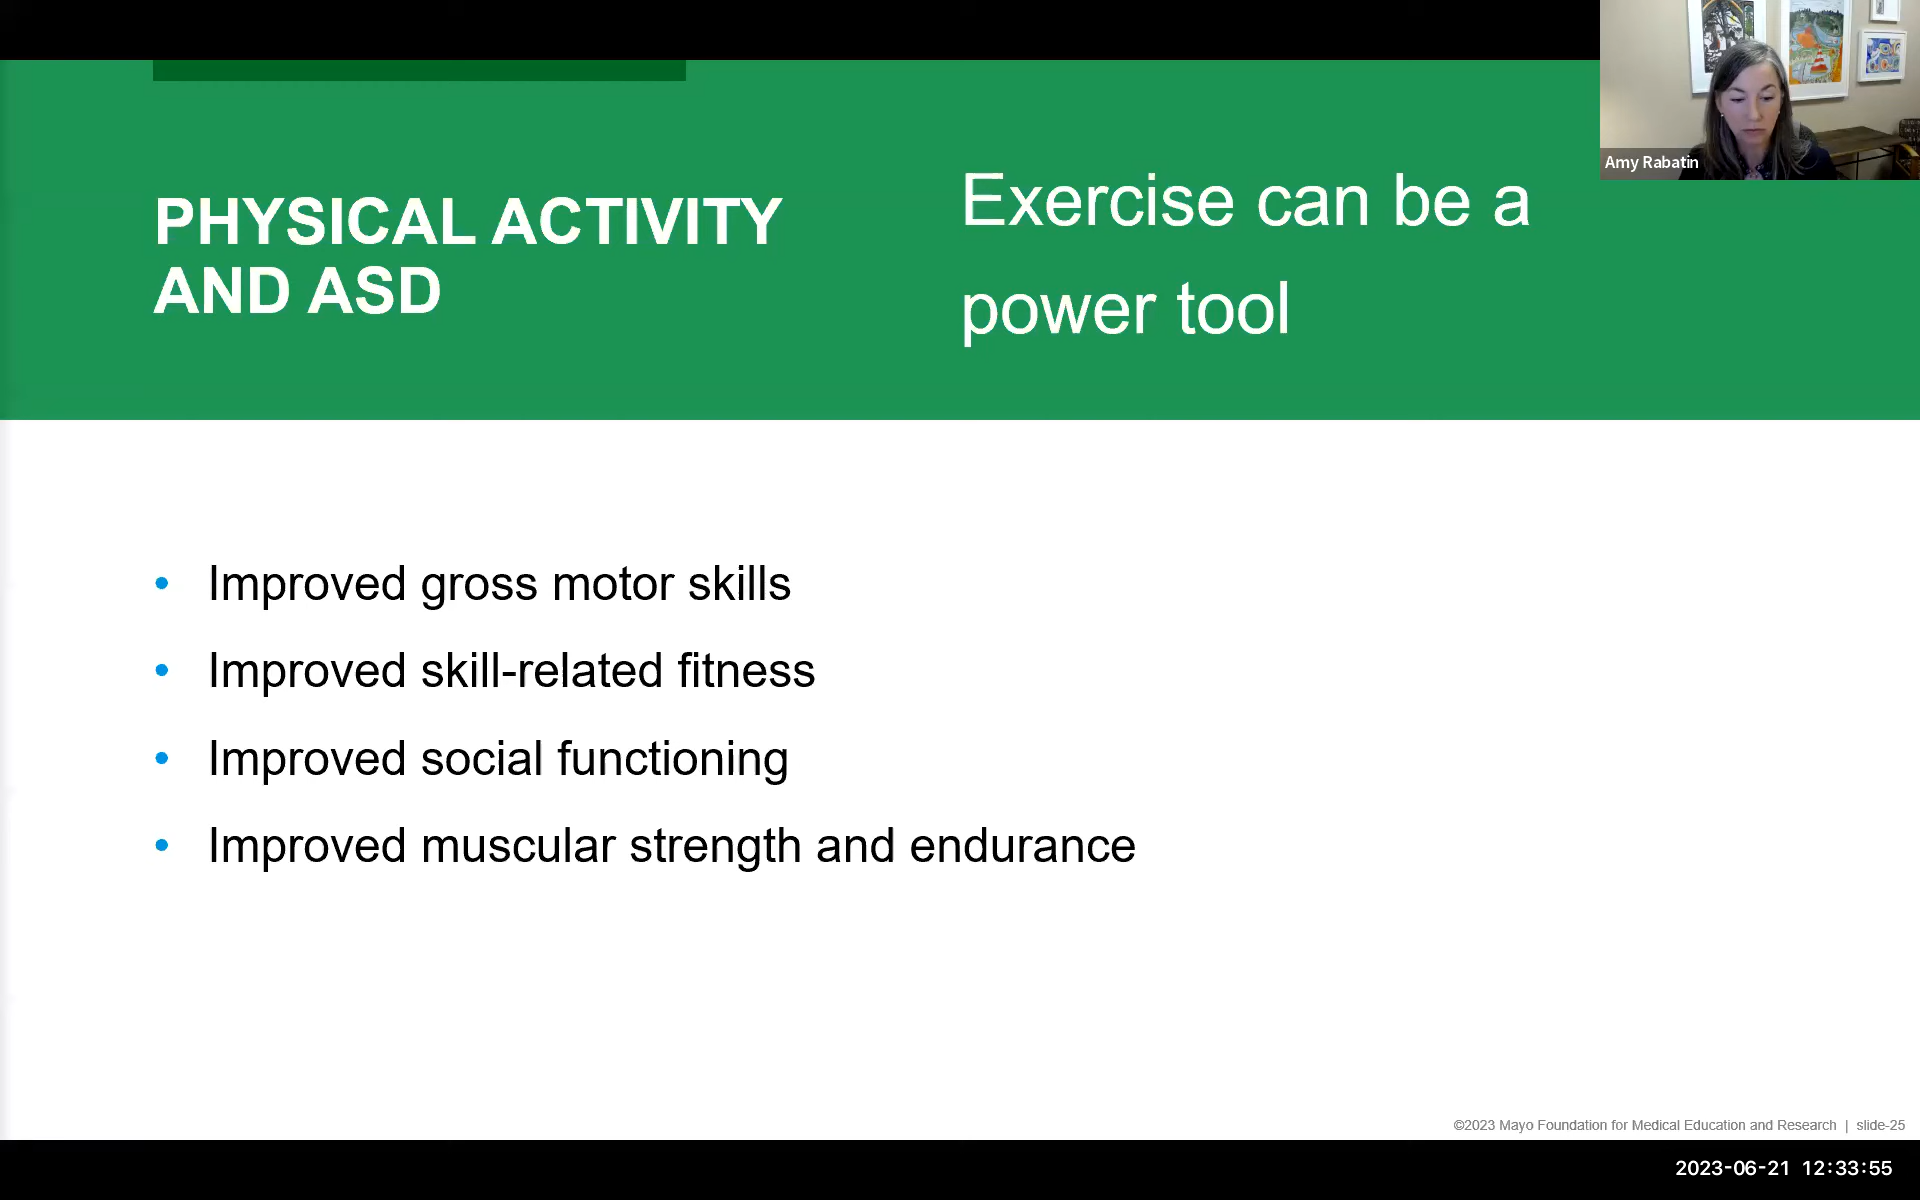 PHYSICAL ACTIVITY
AND ASD
Exercise can be a
power tool
Amy Rabatin
• Improved gross motor skills
• Improved skill-related fitness
• Improved social functioning
• Improved muscular strength and endurance
©2023 Mayo Foundation for Medical Education and Research | slide-25
2023-06-21 12:33:55